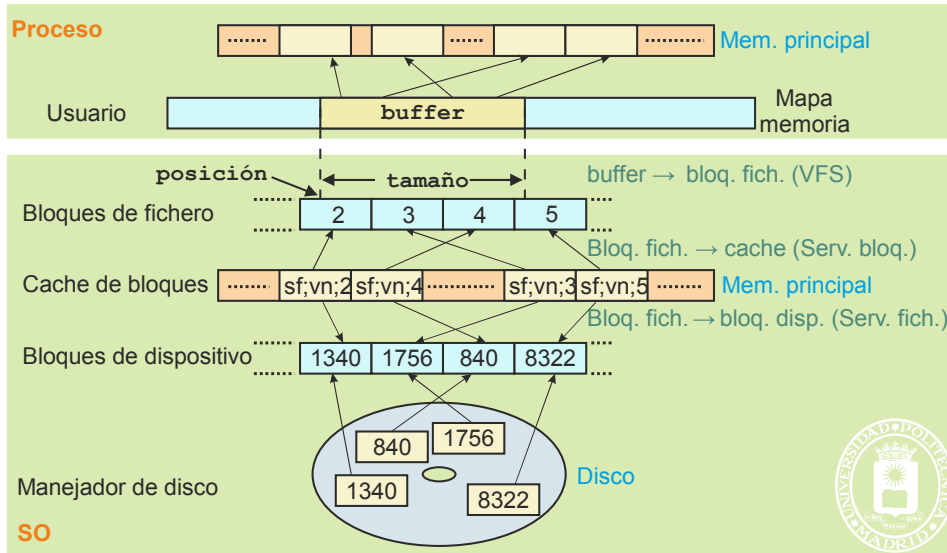 Proceso
....... ...... ........ ............
Mem. principal
Usuario
buffer
Mapa
memoria
posición
tamaño
buffer → bloq. fich. (VFS)
Bloques de fichero
2 3 4 5
Bloq. fich. → cache (Serv. bloq.)
Cache de bloques
sf;vn;2 sf;vn;4 sf;vn;3 sf;vn;5
Mem. principal
Bloq. fich. → bloq. disp. (Serv. fich.)
Bloques de dispositivo
1340 1756 840 8322
1756
840
1340
8322
Disco
Manejador de disco
SO
UNIVERSIDAD POLITÉCNICA
MADRID